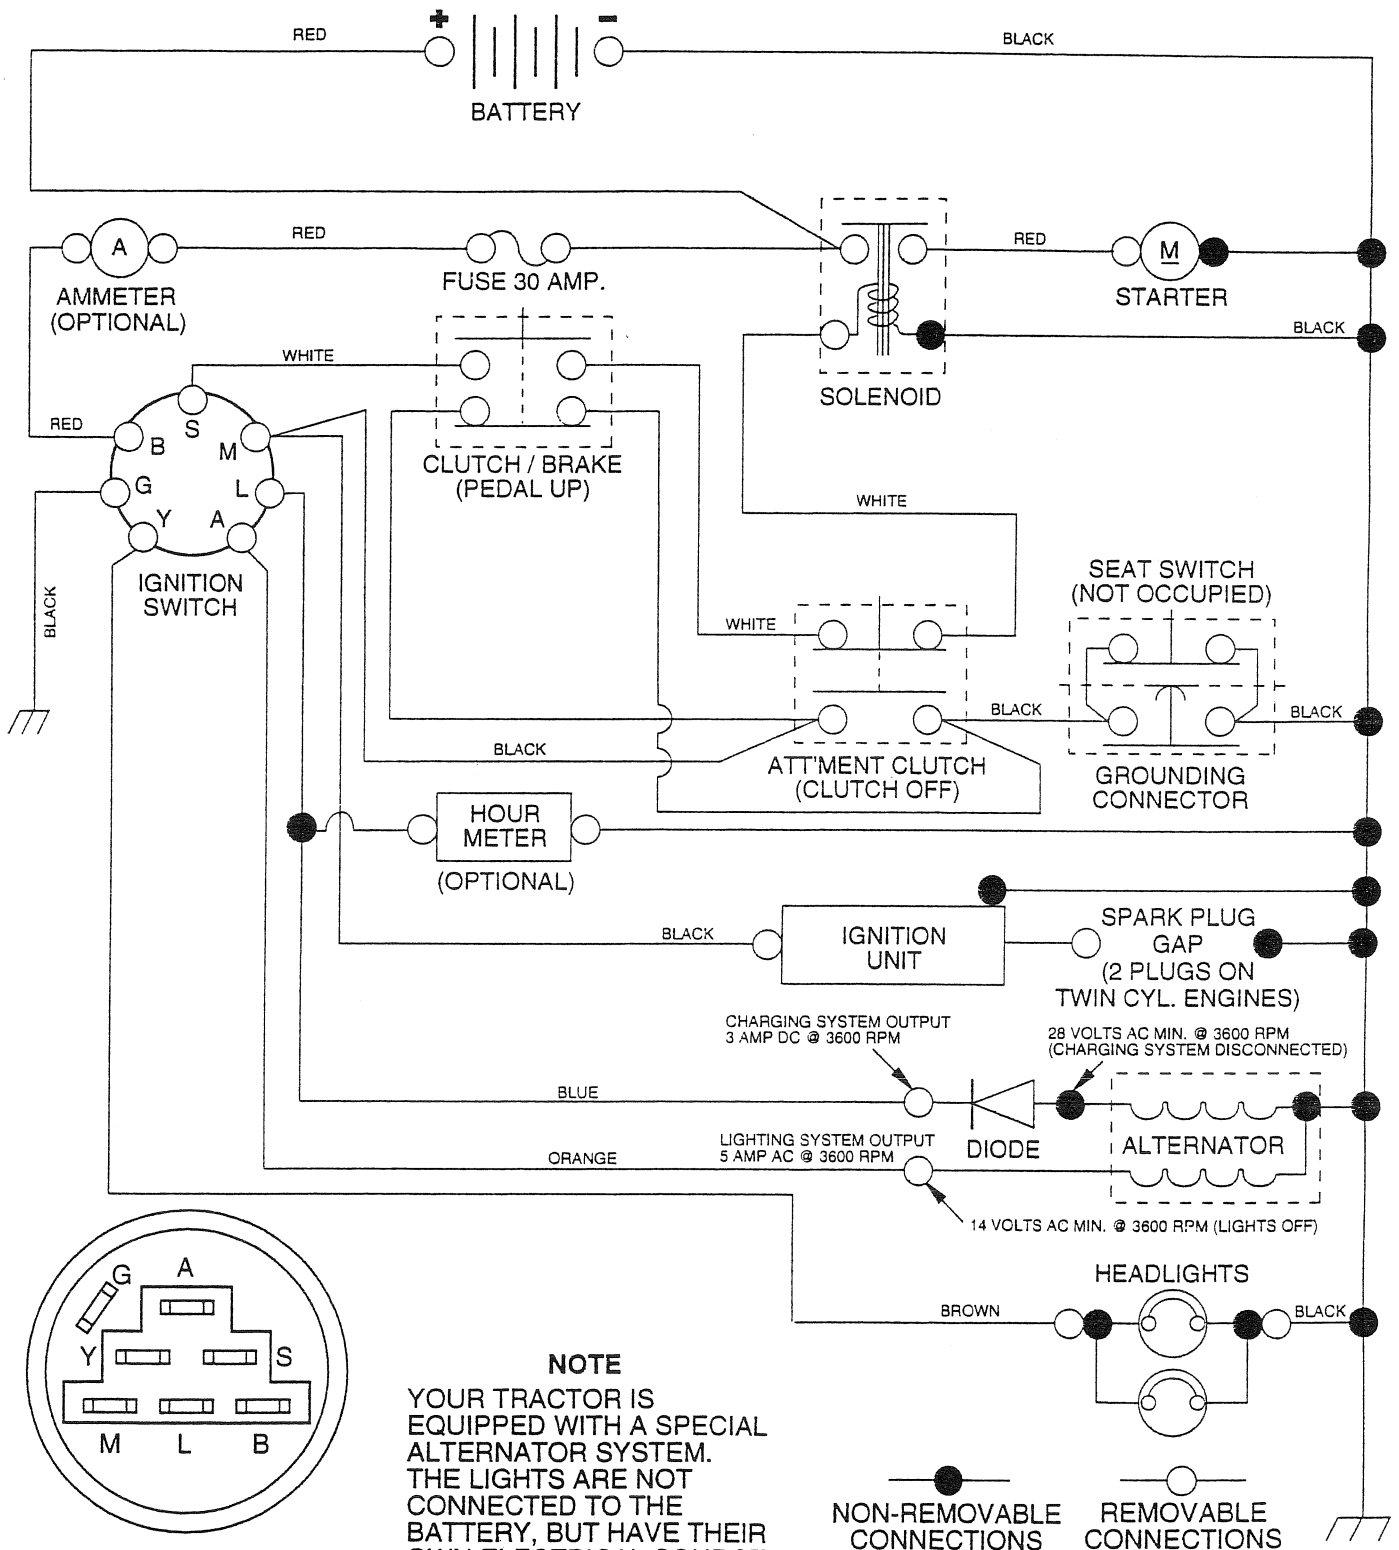 + −
RED
BLACK
BATTERY
A
RED
RED
M
FUSE 30 AMP.
STARTER
AMMETER
(OPTIONAL)
BLACK
WHITE
SOLENOID
RED
S
B
M
CLUTCH / BRAKE
(PEDAL UP)
G
L
WHITE
Y
A
IGNITION
SWITCH
BLACK
SEAT SWITCH
(NOT OCCUPIED)
WHITE
BLACK
BLACK
BLACK
ATT'MENT CLUTCH
(CLUTCH OFF)
GROUNDING
CONNECTOR
HOUR
METER
(OPTIONAL)
BLACK
IGNITION
UNIT
SPARK PLUG
GAP
(2 PLUGS ON
TWIN CYL. ENGINES)
CHARGING SYSTEM OUTPUT
3 AMP DC @ 3600 RPM
28 VOLTS AC MIN. @ 3600 RPM
(CHARGING SYSTEM DISCONNECTED)
BLUE
DIODE
ALTERNATOR
LIGHTING SYSTEM OUTPUT
5 AMP AC @ 3600 RPM
ORANGE
14 VOLTS AC MIN. @ 3600 RPM (LIGHTS OFF)
HEADLIGHTS
BROWN
BLACK
G
A
Y
S
M
L
B
NOTE
YOUR TRACTOR IS
EQUIPPED WITH A SPECIAL
ALTERNATOR SYSTEM.
THE LIGHTS ARE NOT
CONNECTED TO THE
BATTERY, BUT HAVE THEIR
NON-REMOVABLE
CONNECTIONS
REMOVABLE
CONNECTIONS